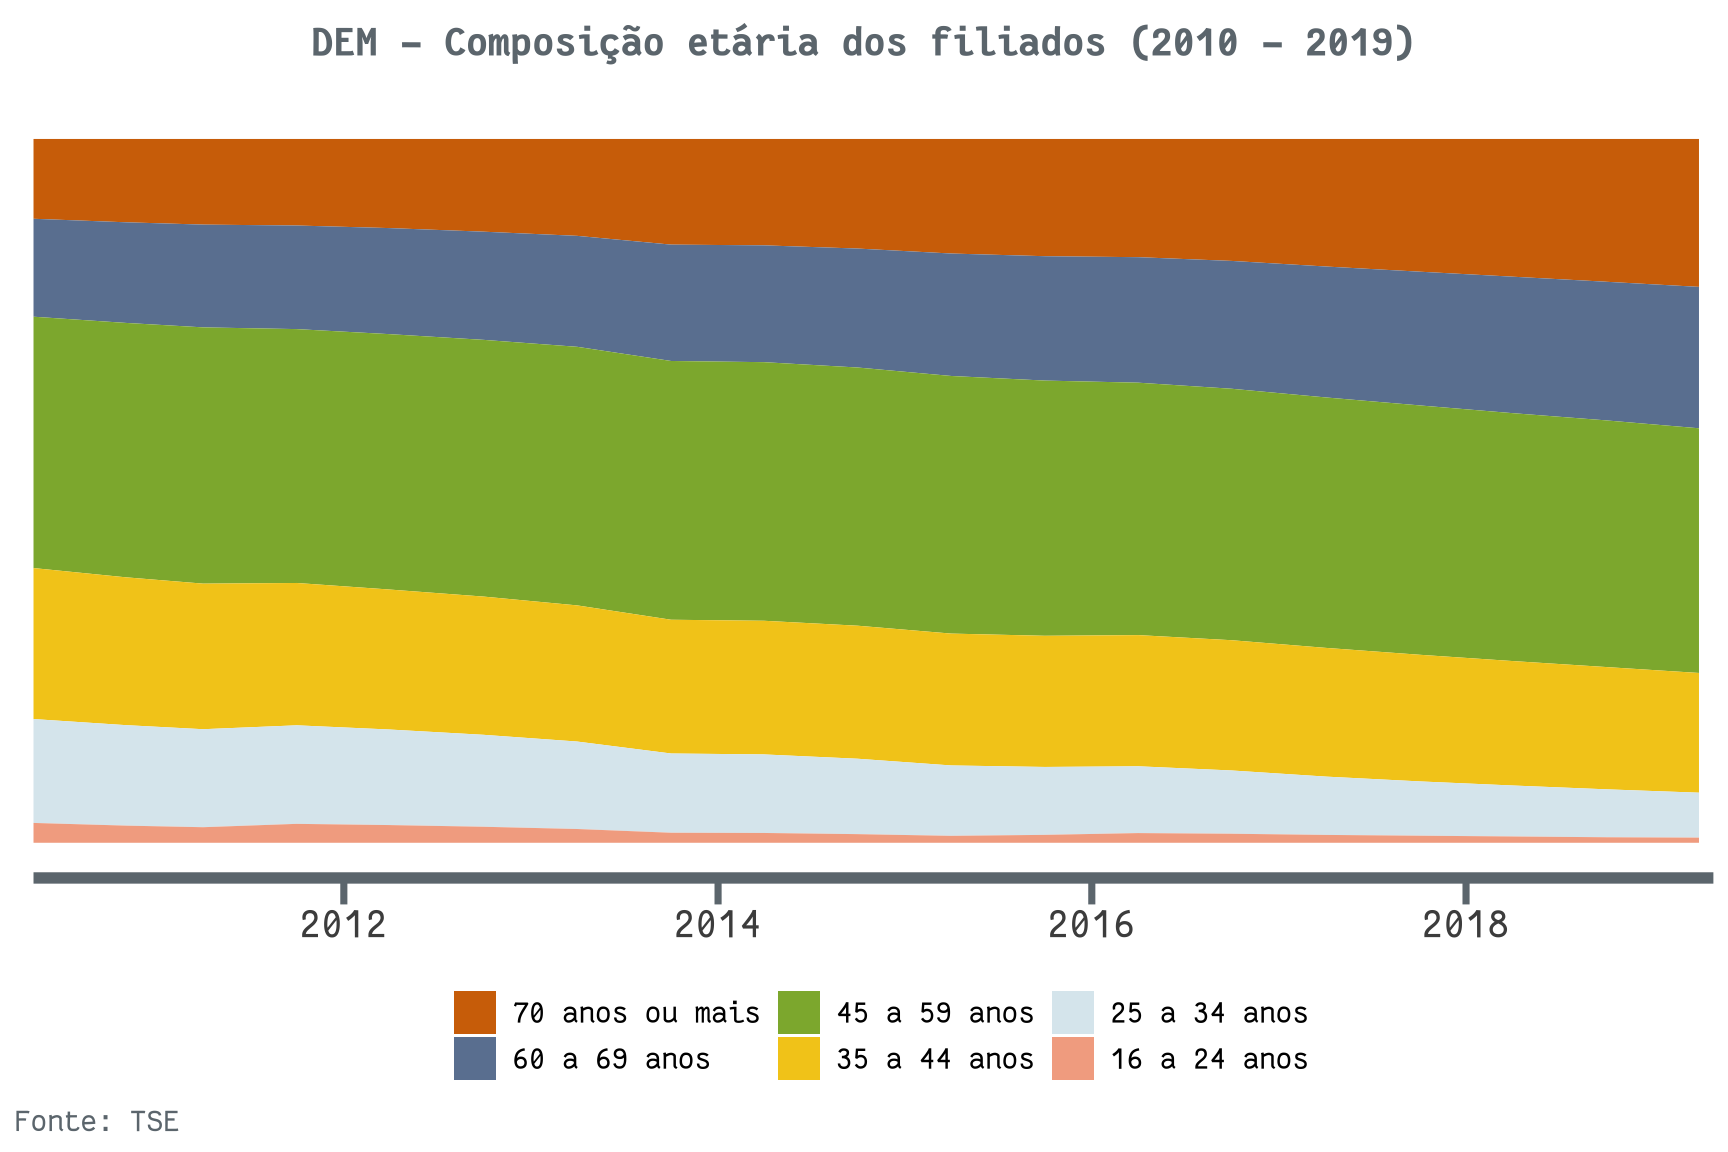 DEM – Composição etária dos filiados (2010 – 2019)
2012 2014 2016 2018
70 anos ou mais 45 a 59 anos 25 a 34 anos
60 a 69 anos 35 a 44 anos 16 a 24 anos
Fonte: TSE